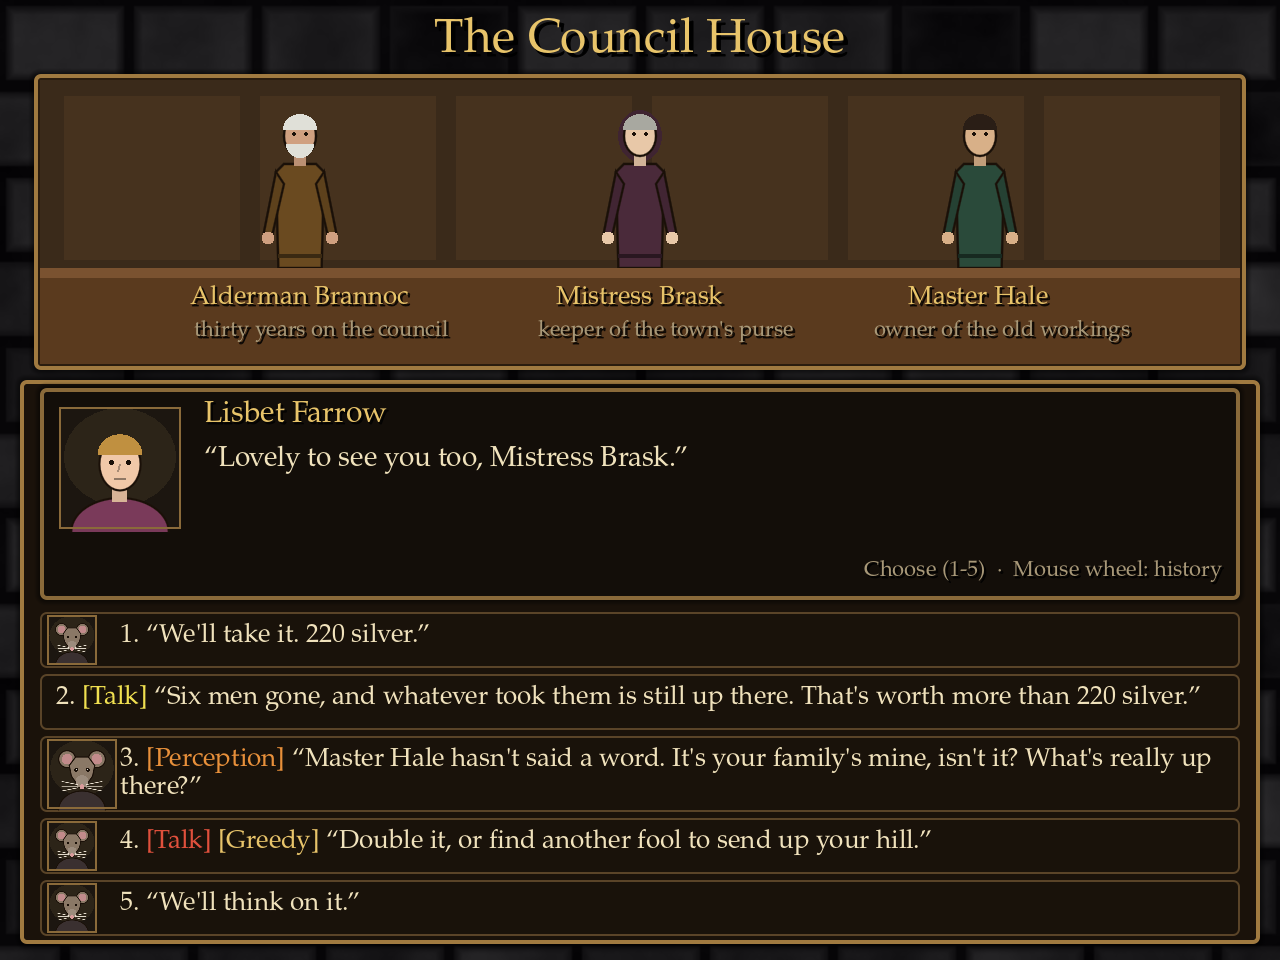 The Council House
Alderman Brannoc
thirty years on the council
Mistress Brask
keeper of the town's purse
Master Hale
owner of the old workings
Lisbet Farrow
“Lovely to see you too, Mistress Brask.”
Choose (1-5) · Mouse wheel: history
1. “We'll take it. 220 silver.”
2. [Talk] “Six men gone, and whatever took them is still up there. That's worth more than 220 silver.”
3. [Perception] “Master Hale hasn't said a word. It's your family's mine, isn't it? What's really up
there?”
4. [Talk] [Greedy] “Double it, or find another fool to send up your hill.”
5. “We'll think on it.”